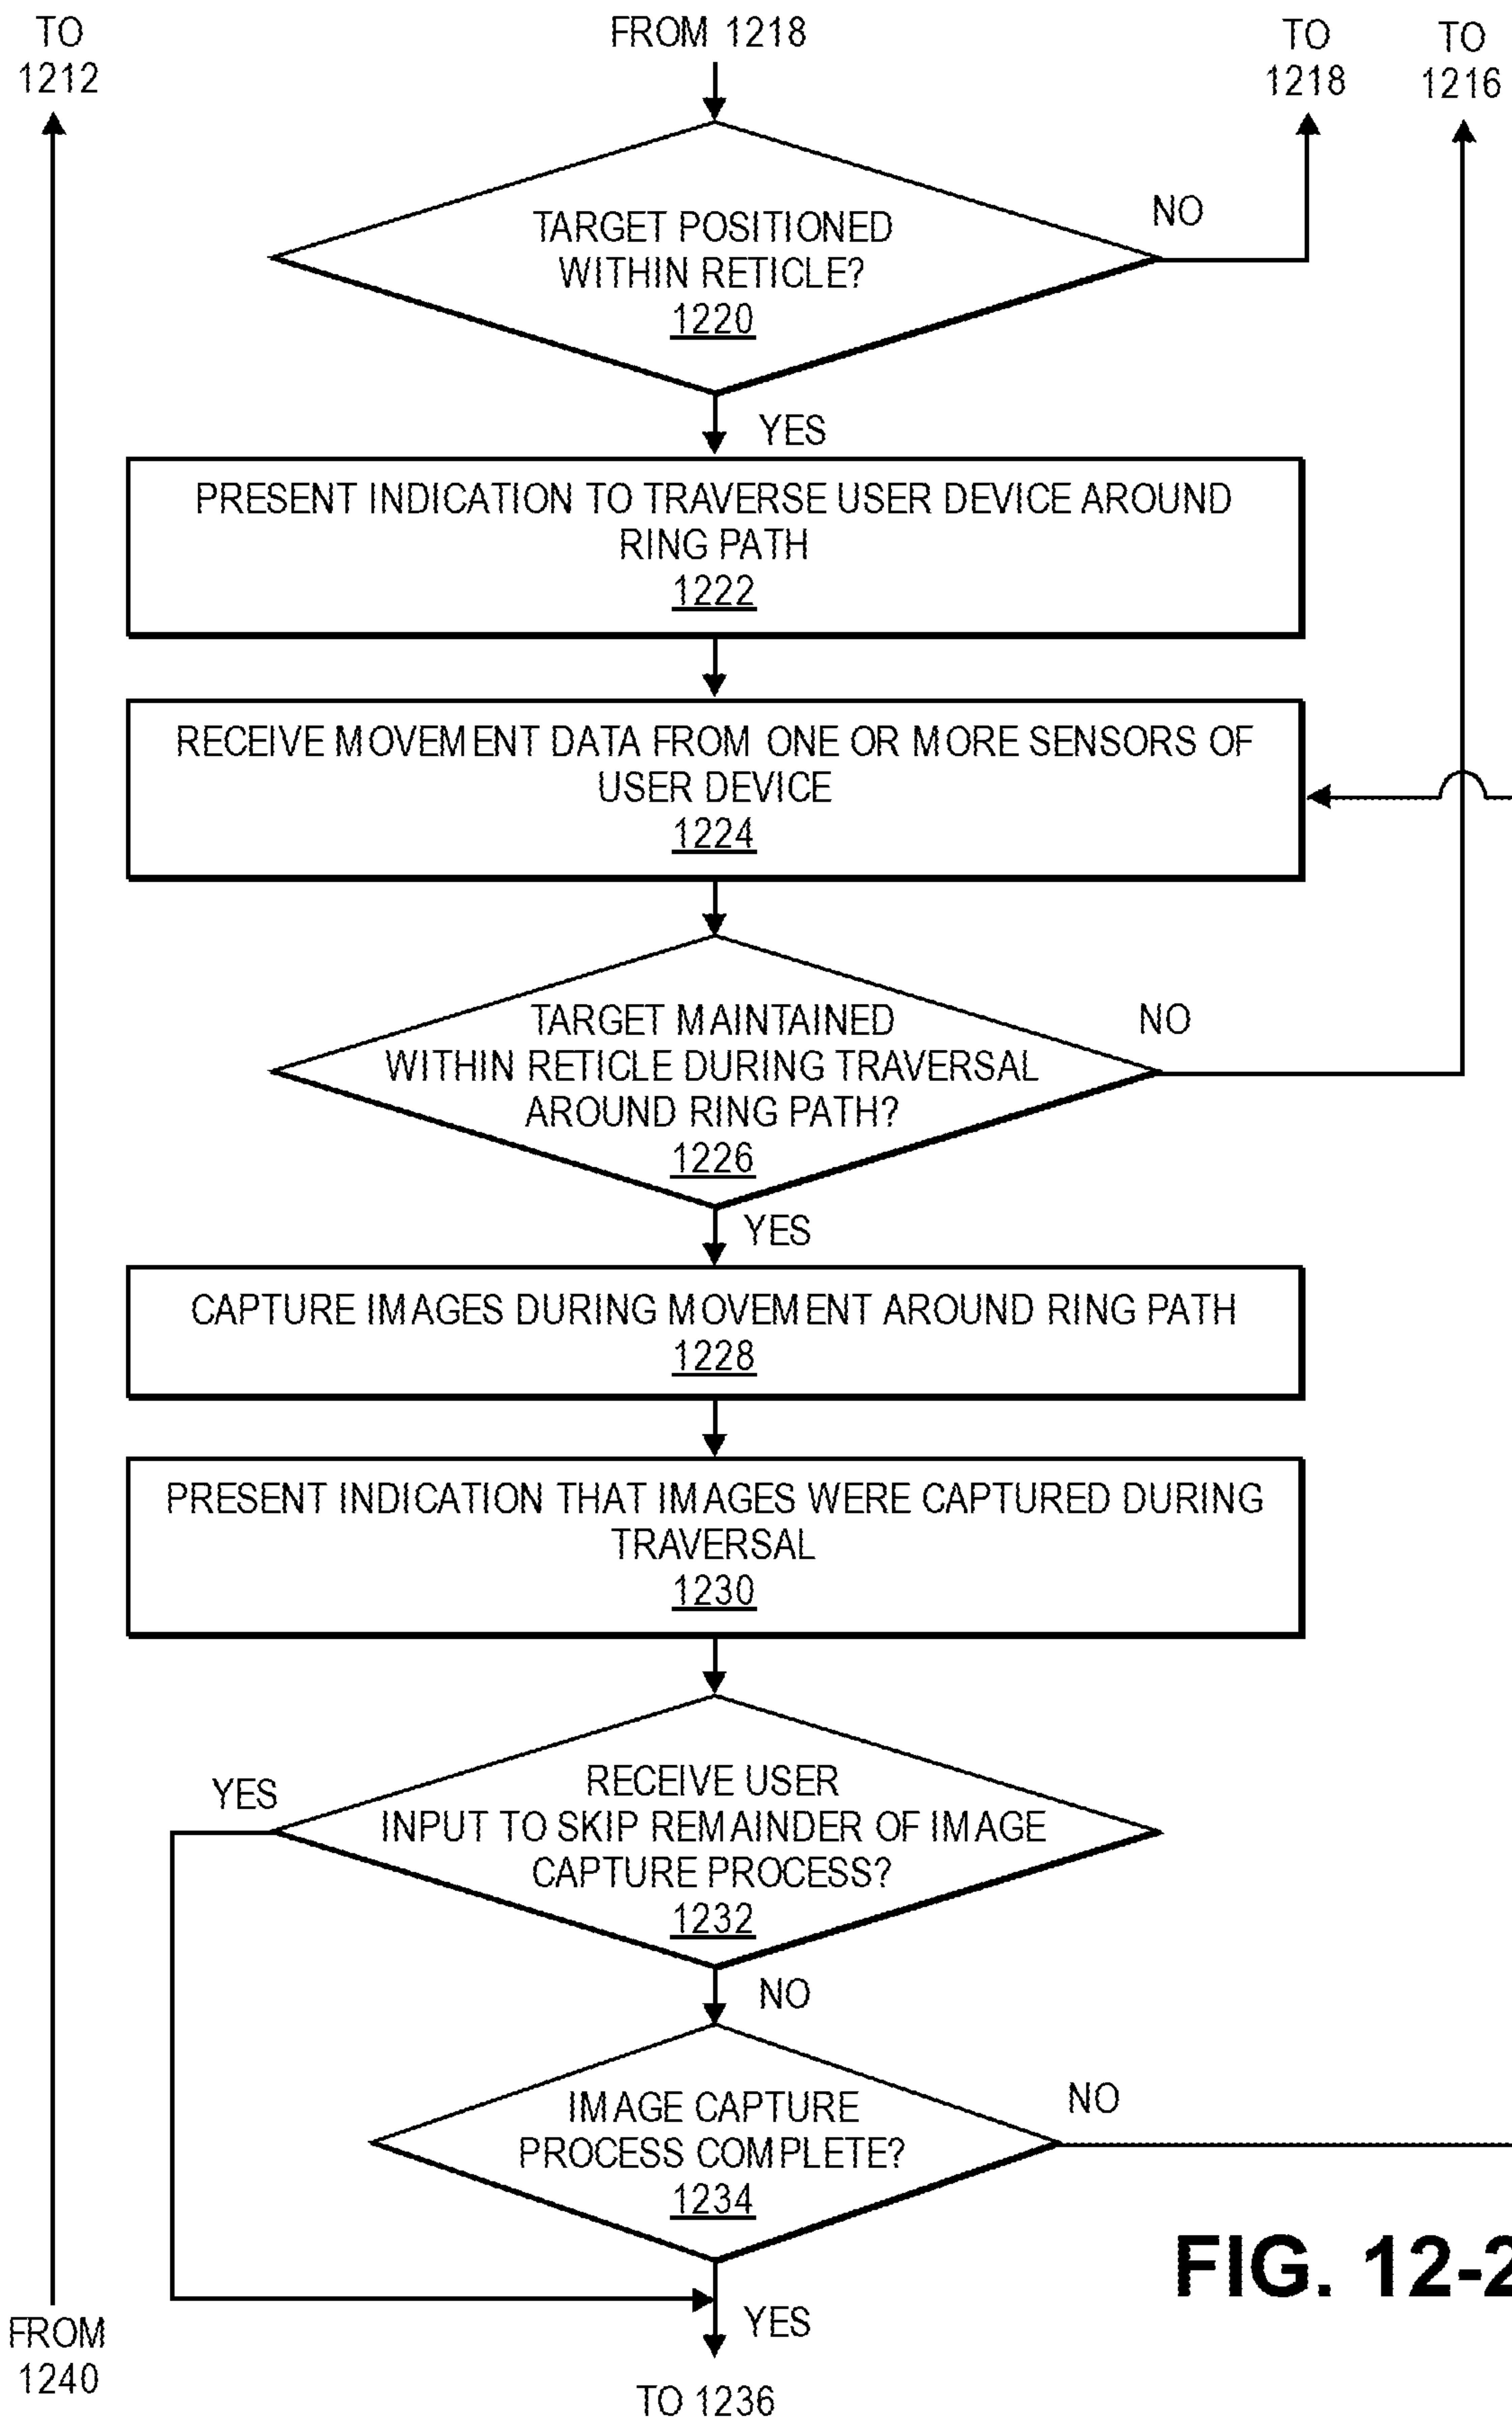 TO
1212
FROM 1218
TO
1218
TO
1216
TARGET POSITIONED
WITHIN RETICLE?
1220
NO
YES
PRESENT INDICATION TO TRAVERSE USER DEVICE AROUND
RING PATH
1222
RECEIVE MOVEMENT DATA FROM ONE OR MORE SENSORS OF
USER DEVICE
1224
TARGET MAINTAINED
WITHIN RETICLE DURING TRAVERSAL
AROUND RING PATH?
1226
NO
YES
CAPTURE IMAGES DURING MOVEMENT AROUND RING PATH
1228
PRESENT INDICATION THAT IMAGES WERE CAPTURED DURING
TRAVERSAL
1230
RECEIVE USER
INPUT TO SKIP REMAINDER OF IMAGE
CAPTURE PROCESS?
1232
YES
NO
IMAGE CAPTURE
PROCESS COMPLETE?
1234
NO
YES
FROM
1240
TO 1236
FIG. 12-2